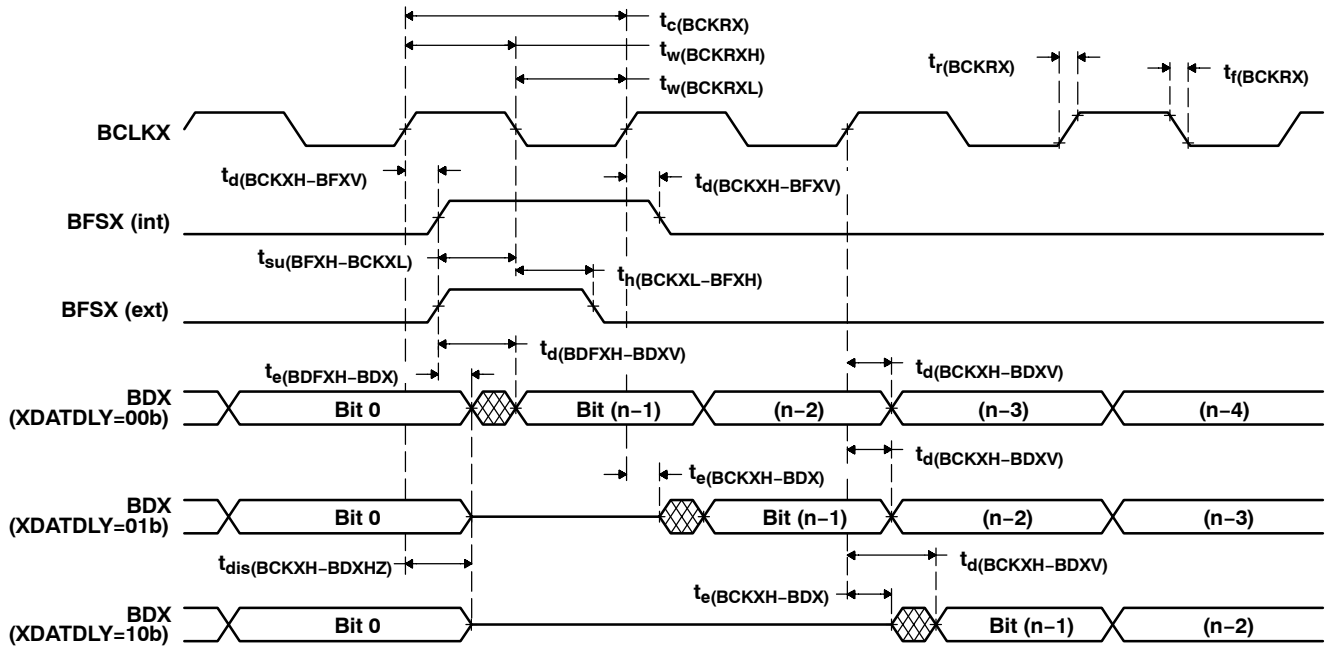 tc(BCKRX)
tw(BCKRXH)
tw(BCKRXL)
tr(BCKRX)
tf(BCKRX)
BCLKX
td(BCKXH–BFXV)
td(BCKXH–BFXV)
BFSX (int)
tsu(BFXH–BCKXL)
th(BCKXL–BFXH)
BFSX (ext)
td(BDFXH–BDXV)
te(BDFXH–BDX)
td(BCKXH–BDXV)
BDX
(XDATDLY=00b)
Bit 0
Bit (n–1)
(n–2)
(n–3)
(n–4)
td(BCKXH–BDXV)
te(BCKXH–BDX)
BDX
(XDATDLY=01b)
Bit 0
Bit (n–1)
(n–2)
(n–3)
tdis(BCKXH–BDXHZ)
td(BCKXH–BDXV)
te(BCKXH–BDX)
BDX
(XDATDLY=10b)
Bit 0
Bit (n–1)
(n–2)